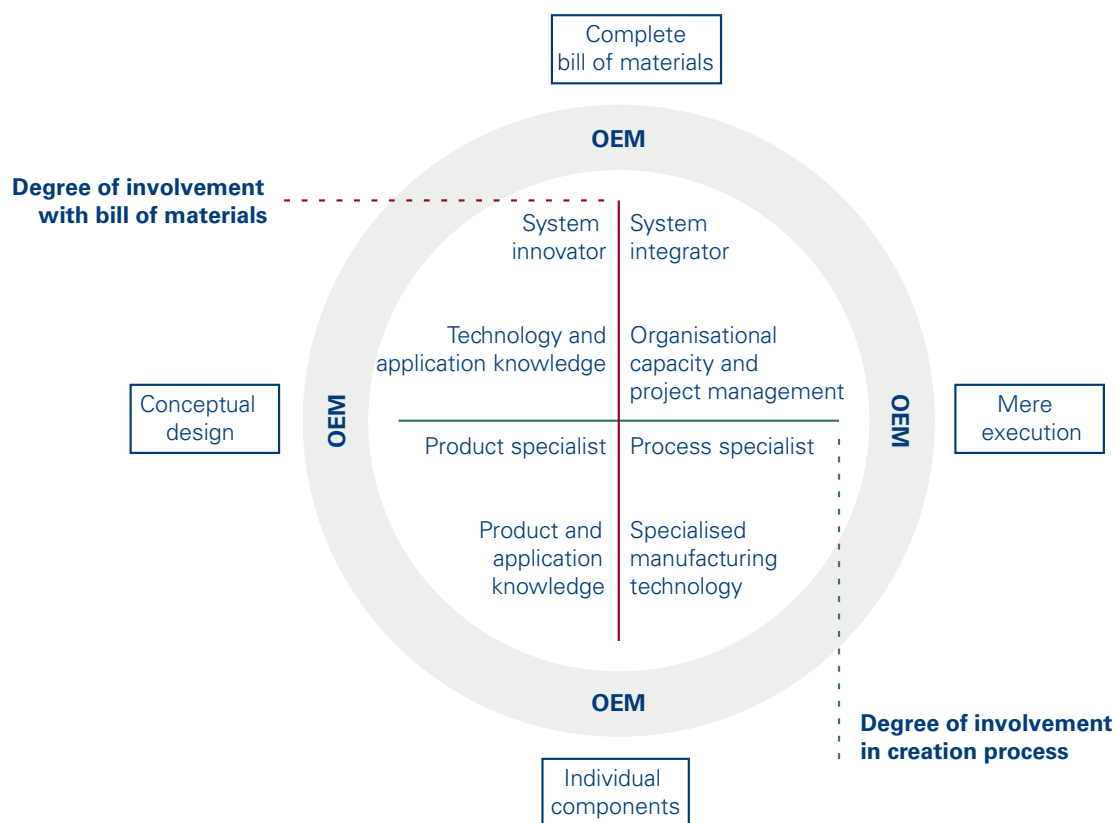 Complete
bill of materials
OEM
Degree of involvement
with bill of materials
System
innovator
System
integrator
Technology and
application knowledge
Organisational
capacity and
project management
Conceptual
design
OEM
OEM
Mere
execution
Product specialist
Process specialist
Product and
application
knowledge
Specialised
manufacturing
technology
OEM
Degree of involvement
in creation process
Individual
components